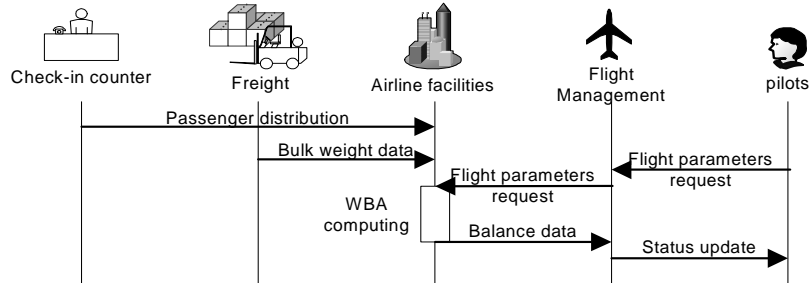 Check-in counter
Freight
Airline facilities
Flight
Management
pilots
Passenger distribution
Bulk weight data
Flight parameters
request
Flight parameters
request
WBA
computing
Balance data
Status update